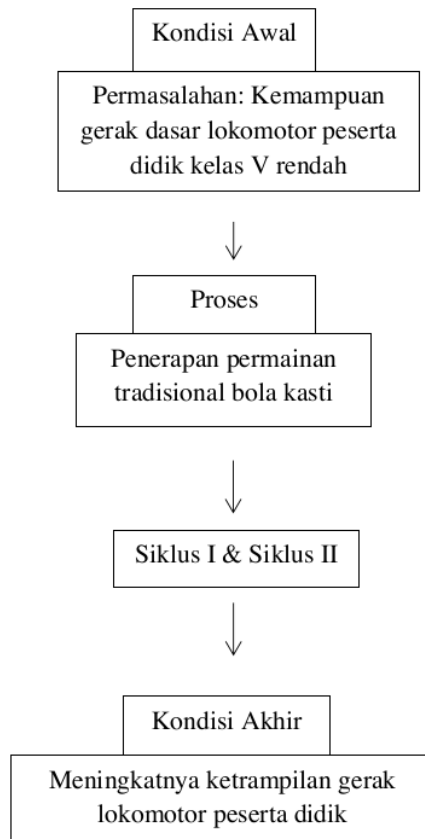 Kondisi Awal
Permasalahan: Kemampuan
gerak dasar lokomotor peserta
didik kelas V rendah
Proses
Penerapan permainan
tradisional bola kasti
Siklus I & Siklus II
Kondisi Akhir
Meningkatnya ketrampilan gerak
lokomotor peserta didik